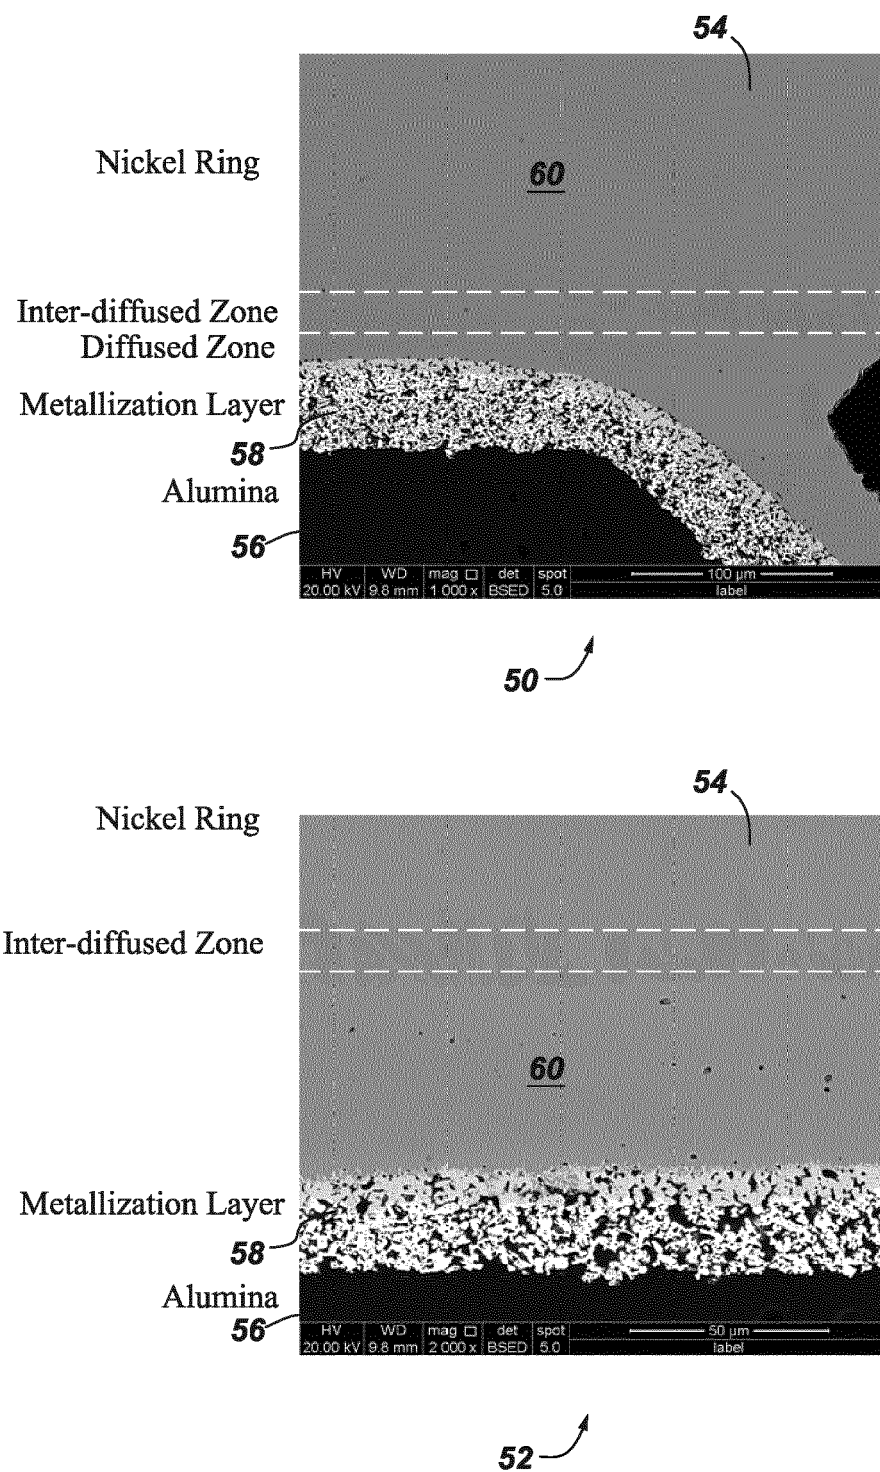 54
Nickel Ring
60
Inter-diffused Zone
Diffused Zone
Metallization Layer
58
Alumina
56
HV WD mag det spot 100 µm
20.00 kV 9.8 mm 1 000 x BSED 5.0 label
50
54
Nickel Ring
Inter-diffused Zone
60
Metallization Layer
58
Alumina
56
HV WD mag det spot 50 µm
20.00 kV 9.8 mm 2 000 x BSED 5.0 label
52